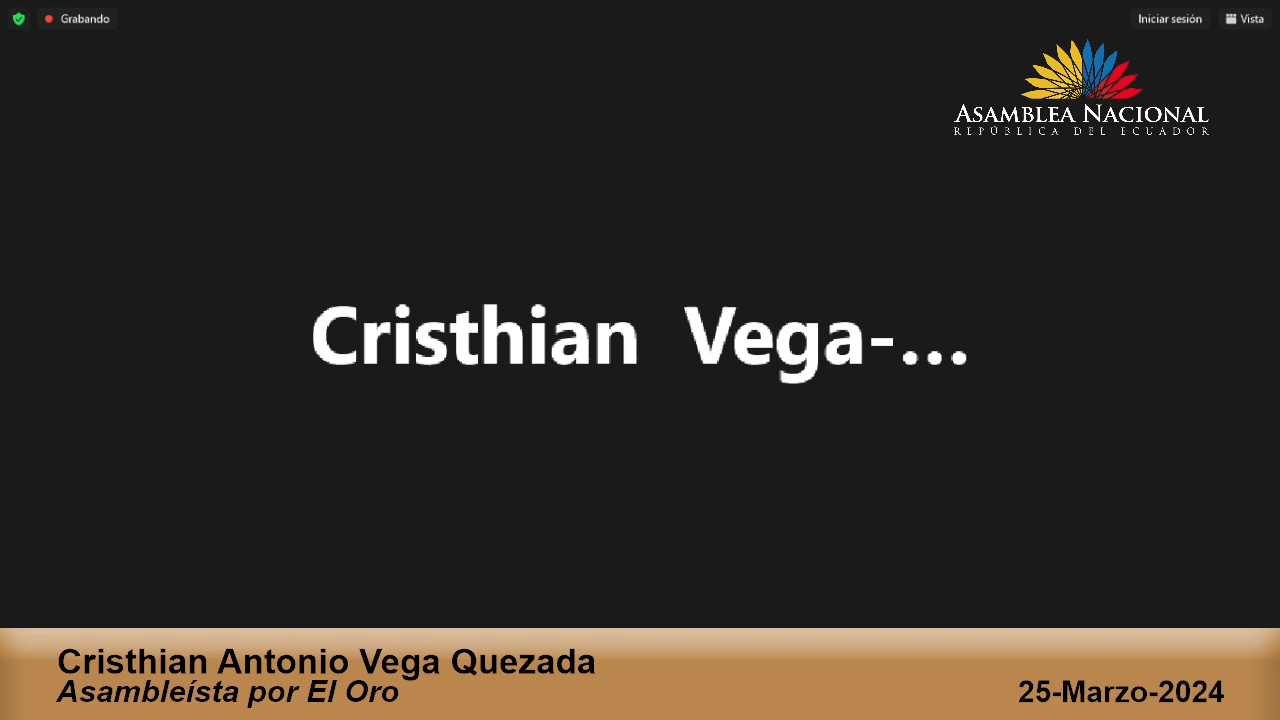 Grabando
Iniciar sesión
Vista
ASAMBLEA NACIONAL
REPÚBLICA DEL ECUADOR
Cristhian Vega-...
Cristhian Antonio Vega Quezada
Asambleísta por El Oro
25-Marzo-2024